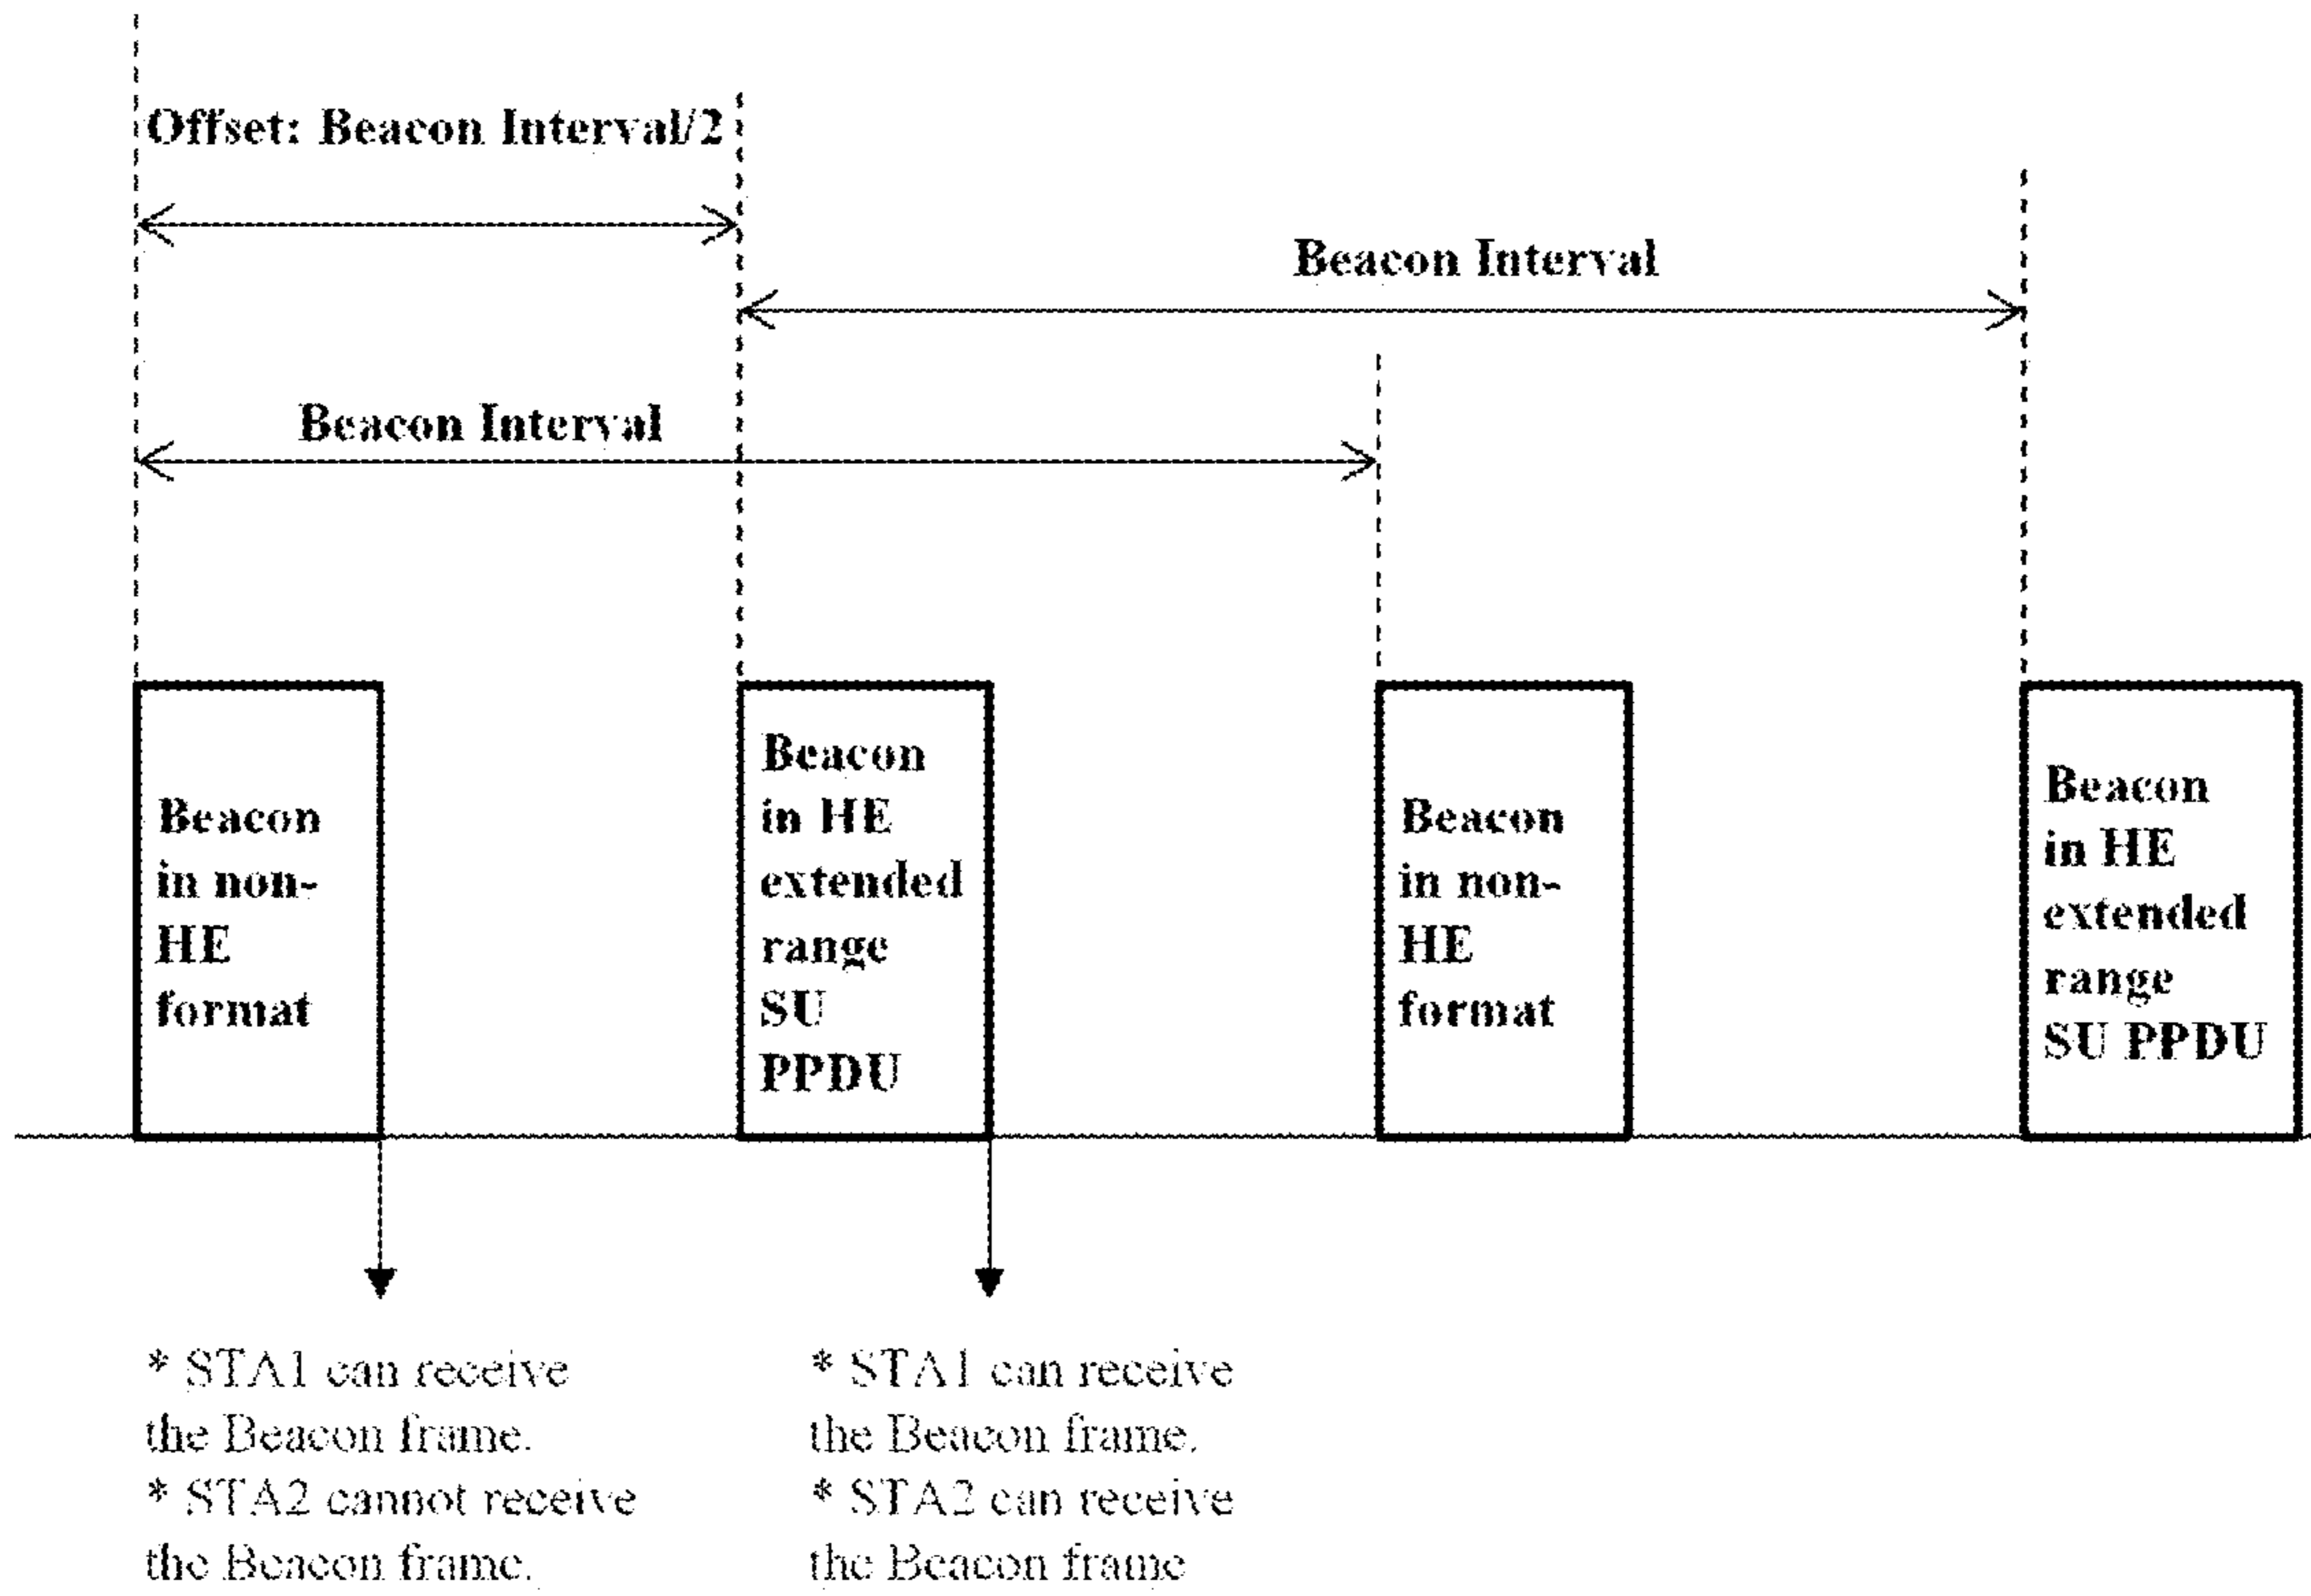 Offset: Beacon Interval/2
Beacon Interval
Beacon Interval
Beacon
in non-
HE
format
Beacon
in HE
extended
range
SU
PPDU
Beacon
in non-
HE
format
Beacon
in HE
extended
range
SU PPDU
* STA1 can receive
the Beacon frame.
* STA2 cannot receive
the Beacon frame.
* STA1 can receive
the Beacon frame.
* STA2 can receive
the Beacon frame